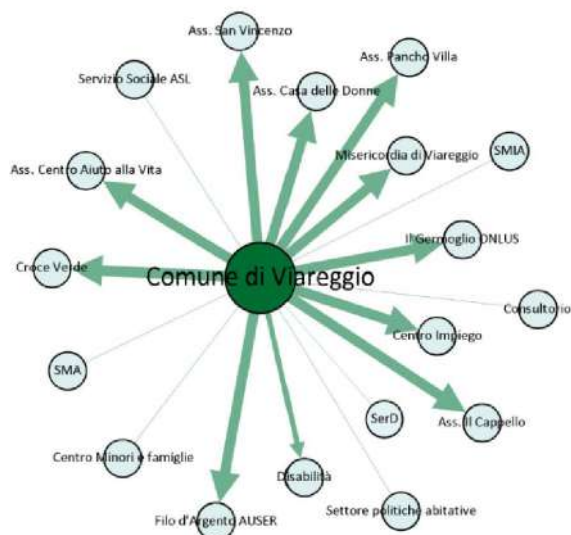 Ass. San Vincenzo
Ass. Pancho Villa
Servizio Sociale ASL
Ass. Casa delle Donne
Misericordia di Viareggio
SMIA
Ass. Centro Aiuto alla Vita
Il Germoglio ONLUS
Croce Verde
Comune di Viareggio
Consultorio
Centro Impiego
SMA
SerD
Ass. Il Cappello
Centro Minori e famiglie
Disabilità
Filo d'Argento AUSER
Settore politiche abitative